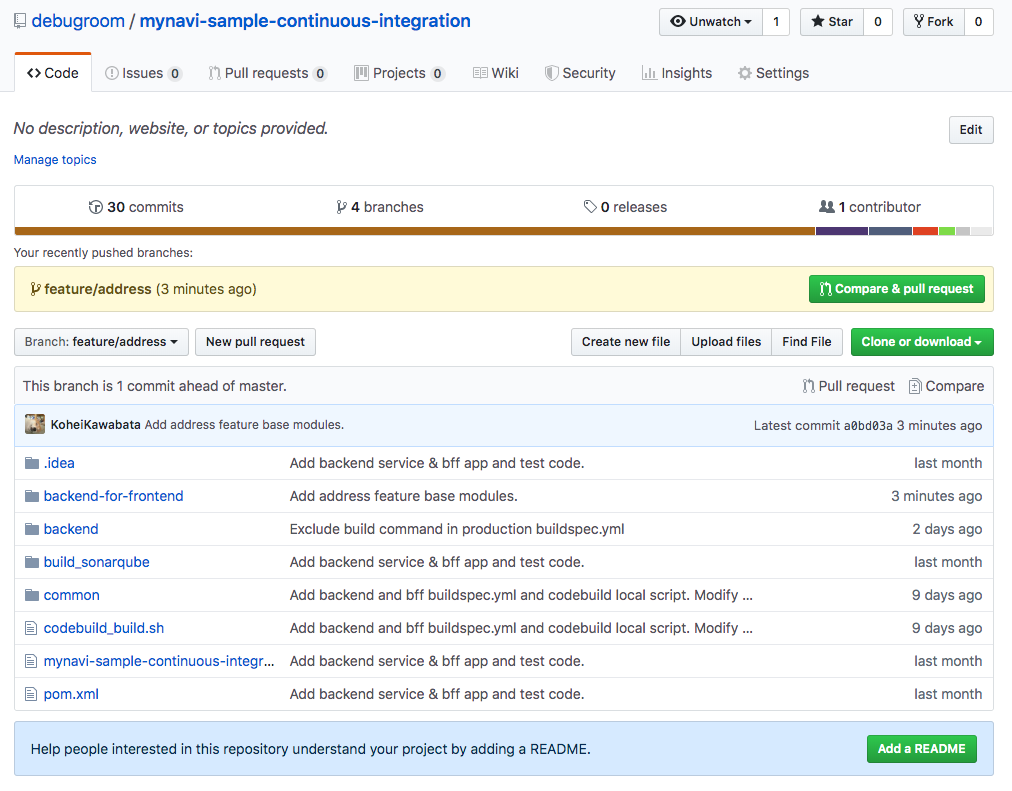 debugroom / mynavi-sample-continuous-integration
Unwatch 1 Star 0 Fork 0
Code Issues 0 Pull requests 0 Projects 0 Wiki Security Insights Settings
No description, website, or topics provided.
Edit
Manage topics
30 commits 4 branches 0 releases 1 contributor
Your recently pushed branches:
feature/address (3 minutes ago) Compare & pull request
Branch: feature/address New pull request Create new file Upload files Find File Clone or download
This branch is 1 commit ahead of master. Pull request Compare
KoheiKawabata Add address feature base modules. Latest commit a0bd03a 3 minutes ago
.idea Add backend service & bff app and test code. last month
backend-for-frontend Add address feature base modules. 3 minutes ago
backend Exclude build command in production buildspec.yml 2 days ago
build_sonarqube Add backend service & bff app and test code. last month
common Add backend and bff buildspec.yml and codebuild local script. Modify ... 9 days ago
codebuild_build.sh Add backend and bff buildspec.yml and codebuild local script. Modify ... 9 days ago
mynavi-sample-continuous-integr... Add backend service & bff app and test code. last month
pom.xml Add backend service & bff app and test code. last month
Help people interested in this repository understand your project by adding a README. Add a README